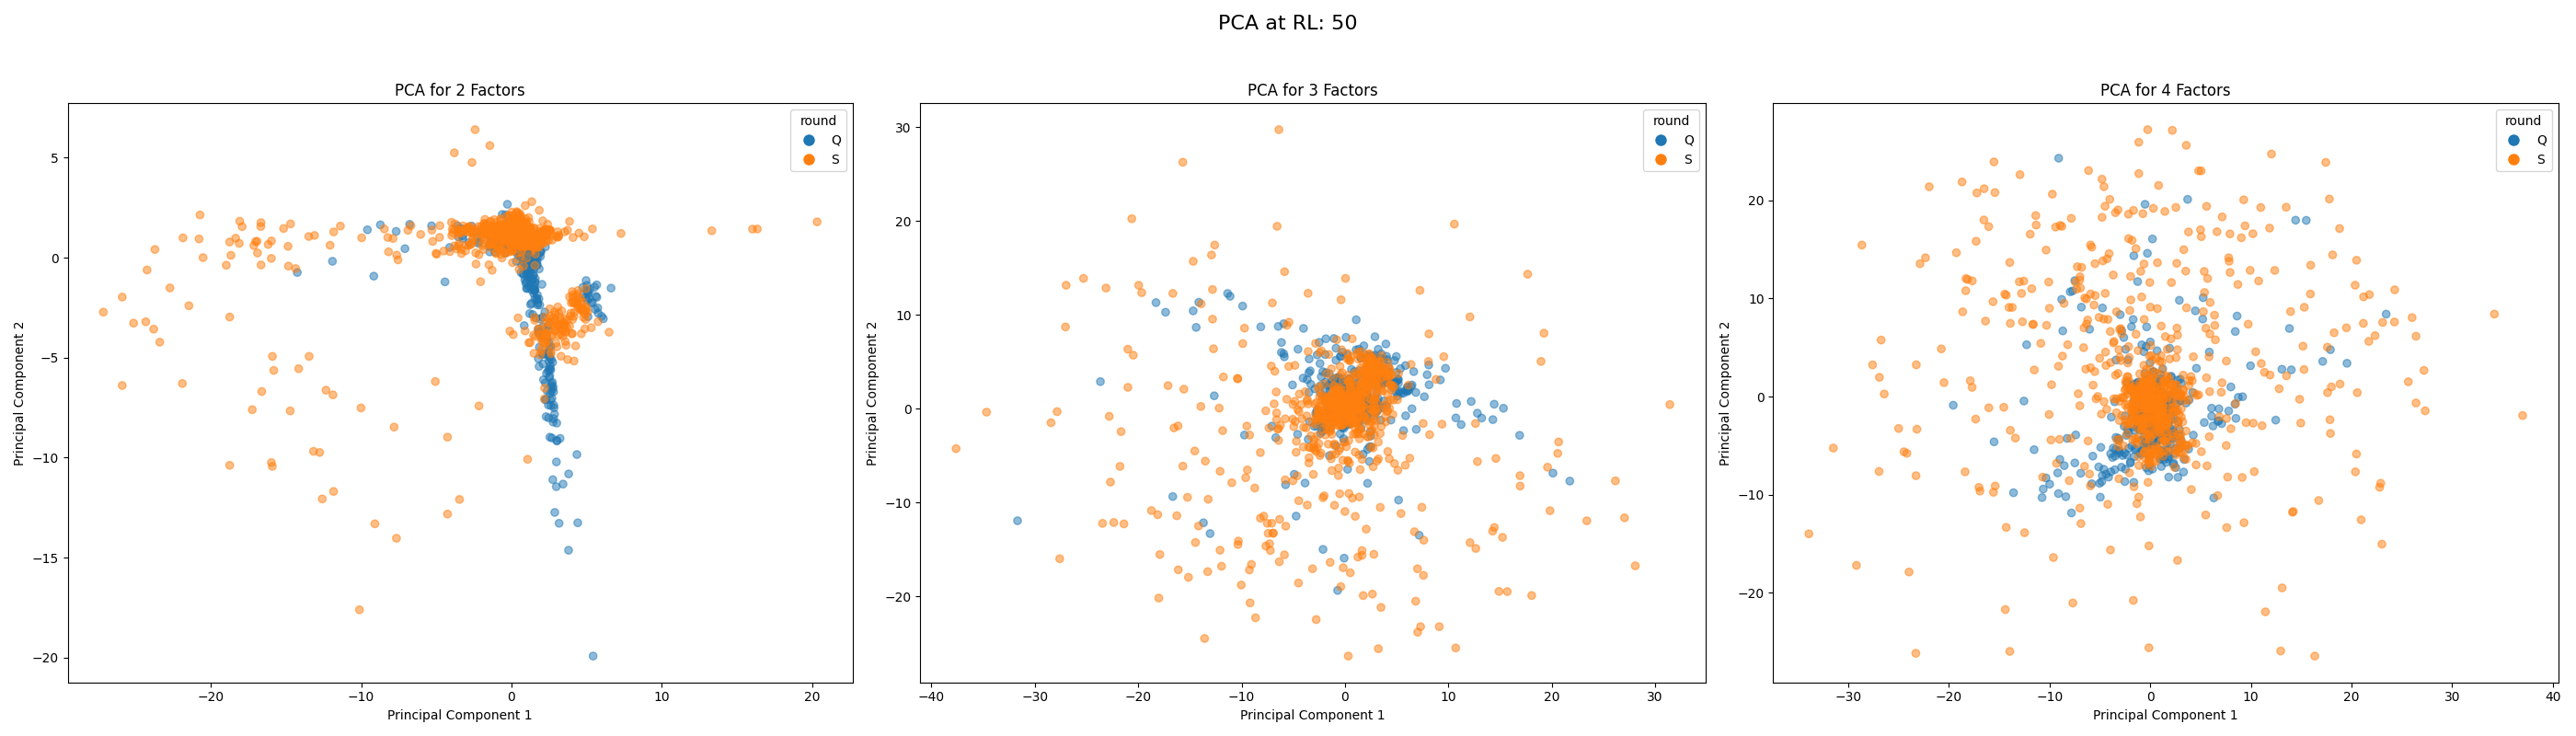 PCA at RL: 50
PCA for 2 Factors
round
Q
S
5
0
−5
−10
−15
−20
Principal Component 2
−20
−10
0
10
20
Principal Component 1
PCA for 3 Factors
round
Q
S
30
20
10
0
−10
−20
Principal Component 2
−40
−30
−20
−10
0
10
20
30
Principal Component 1
PCA for 4 Factors
round
Q
S
20
10
0
−10
−20
Principal Component 2
−30
−20
−10
0
10
20
30
40
Principal Component 1